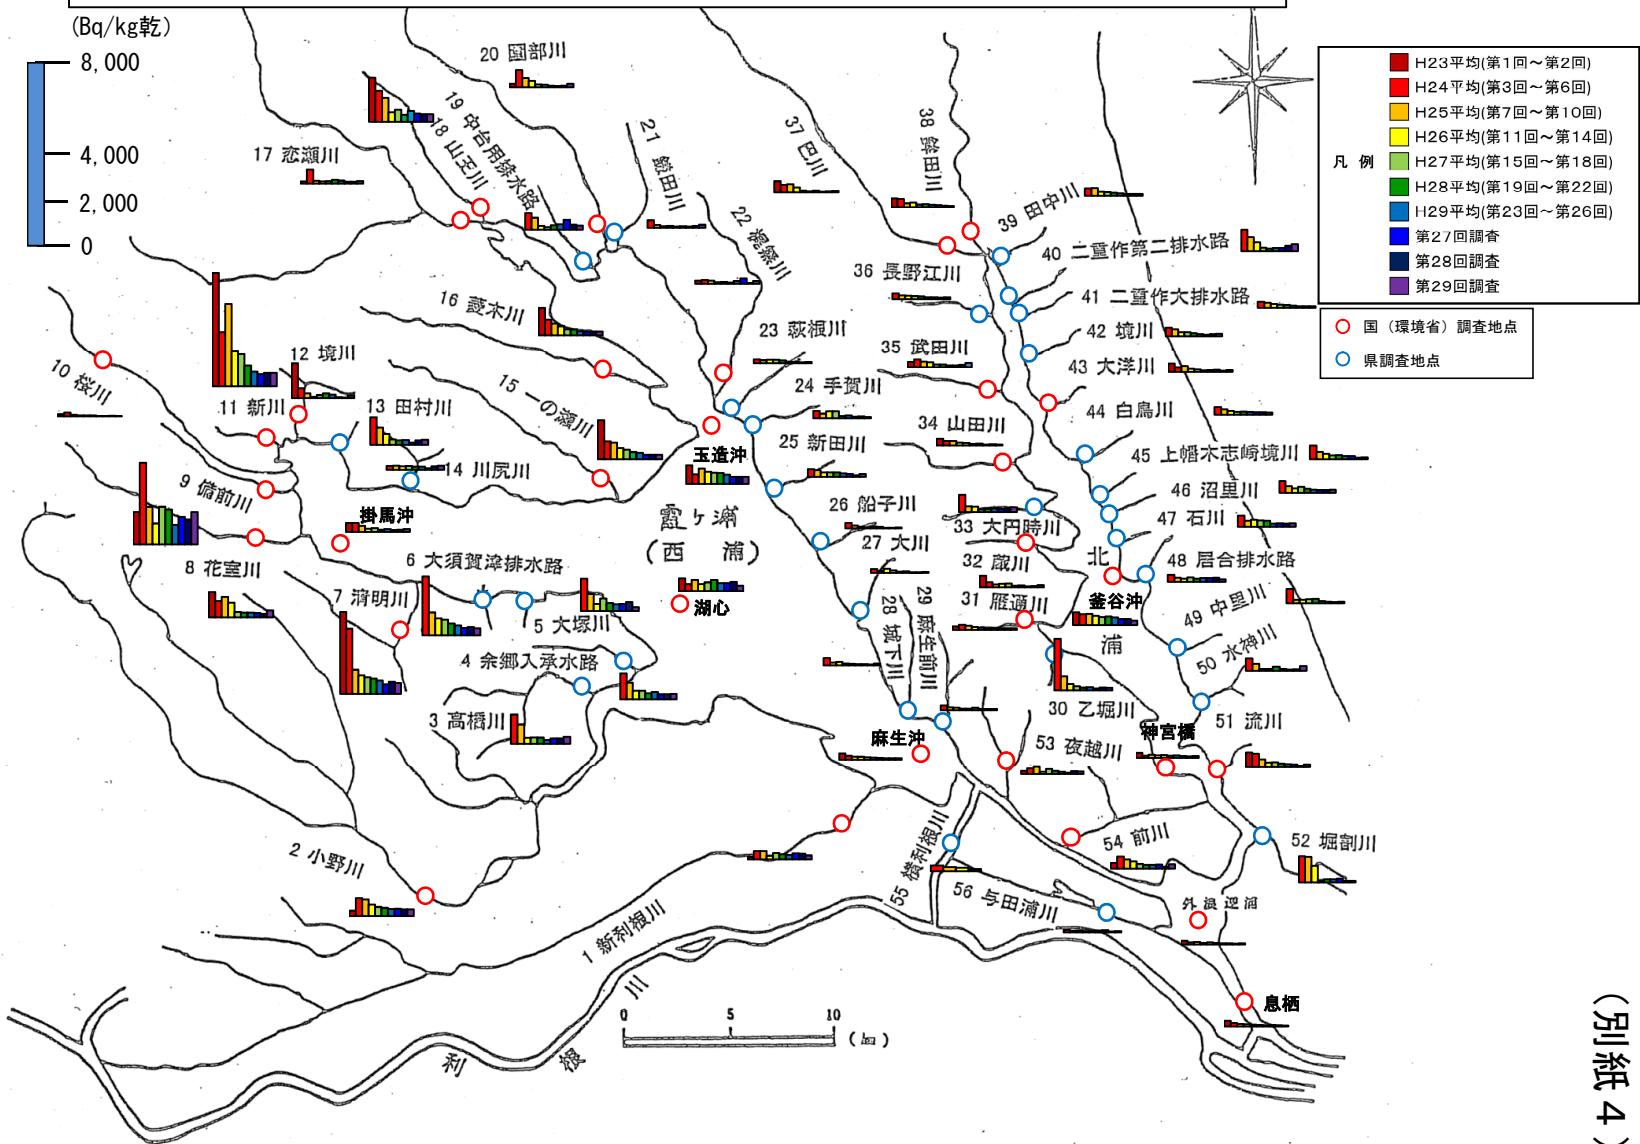 (Bq/kg乾)
8,000
4,000
2,000
0
凡 例
H23平均(第1回～第2回)
H24平均(第3回～第6回)
H25平均(第7回～第10回)
H26平均(第11回～第14回)
H27平均(第15回～第18回)
H28平均(第19回～第22回)
H29平均(第23回～第26回)
第27回調査
第28回調査
第29回調査
国（環境省）調査地点
県調査地点
20 園部川
19 中台用排水路
18 山王川
17 恋瀬川
21 鎌田川
22 梶無川
37 巴川
38 鉾田川
39 田中川
40 二重作第二排水路
36 長野江川
41 二重作大排水路
16 菱木川
23 萩根川
42 境川
35 武田川
43 大洋川
12 境川
10 桜川
11 新川
13 田村川
15 一の瀬川
24 手賀川
44 白鳥川
34 山田川
25 新田川
玉造沖
45 上幡木志崎境川
14 川尻川
9 備前川
46 沼里川
26 船子川
掛馬沖
霞ヶ浦
(西 浦)
33 大円時川
47 石川
27 大川
北
48 居合排水路
32 蔵川
6 大須賀津排水路
8 花室川
7 清明川
湖心
釜谷沖
31 雁通川
49 中里川
28 城下川
29 麻生前川
5 大塚川
浦
50 水神川
4 余郷入承水路
30 乙堀川
3 高橋川
51 流川
神宮橋
麻生沖
53 夜越川
2 小野川
54 前川
52 堀割川
55 横利根川
56 与田浦川
外浪逆浦
1 新利根川
息栖
利 根 川
0 5 10 (㎞)
(別紙4)